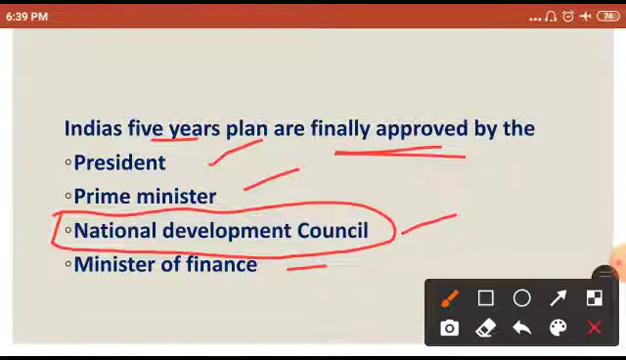 6:39 PM
74
Indias five years plan are finally approved by the
◦President
◦Prime minister
◦National development Council
◦Minister of finance